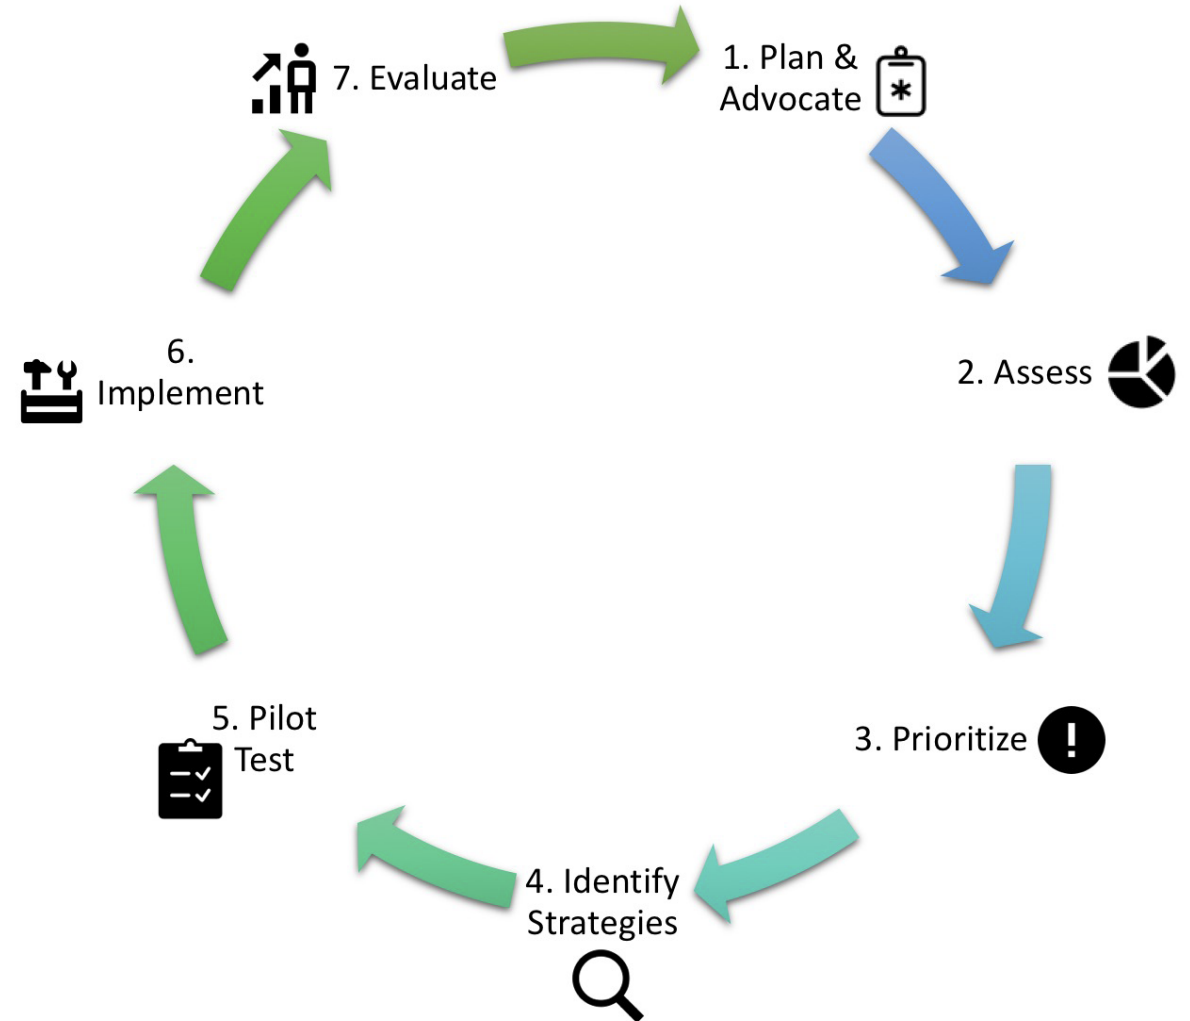 1. Plan &
Advocate
2. Assess
3. Prioritize
4. Identify
Strategies
5. Pilot
Test
6.
Implement
7. Evaluate